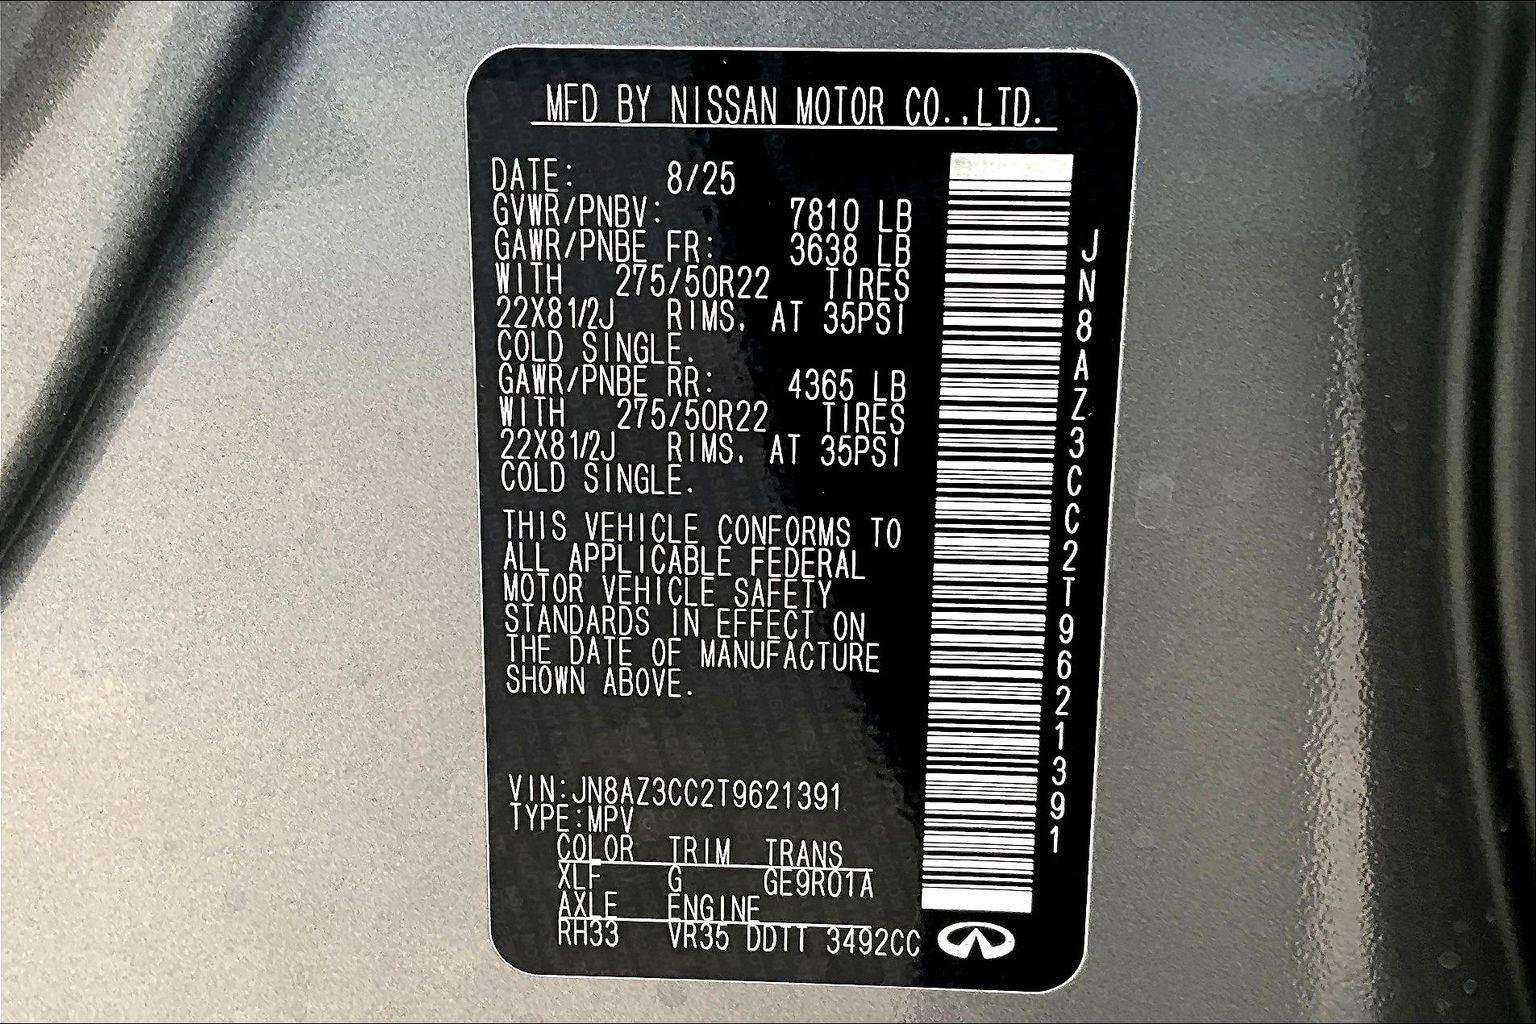 MFD BY NISSAN MOTOR CO.,LTD.
DATE: 8/25
GVWR/PNBV: 7810 LB
GAWR/PNBE FR: 3638 LB
WITH 275/50R22 TIRES
22X81/2J RIMS, AT 35PSI
COLD SINGLE.
GAWR/PNBE RR: 4365 LB
WITH 275/50R22 TIRES
22X81/2J RIMS, AT 35PSI
COLD SINGLE.
THIS VEHICLE CONFORMS TO
ALL APPLICABLE FEDERAL
MOTOR VEHICLE SAFETY
STANDARDS IN EFFECT ON
THE DATE OF MANUFACTURE
SHOWN ABOVE.
VIN:JN8AZ3CC2T9621391
TYPE:MPV
COLOR TRIM TRANS
XLF G GE9R01A
AXLE ENGINE
RH33 VR35 DDTT 3492CC
JN8AZ3CC2T9621391